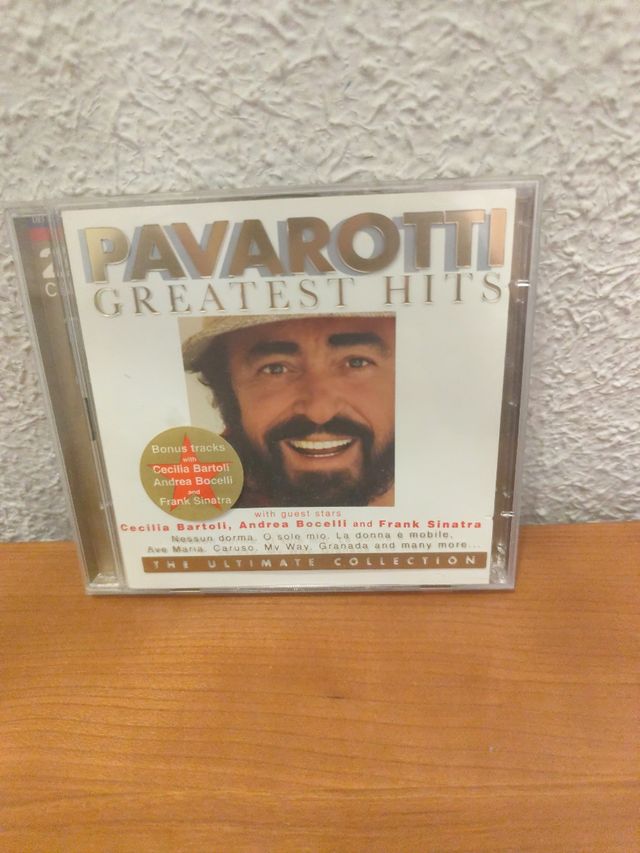 PAVAROTTI
GREATEST HITS
2
C
Bonus tracks
with
Cecilia Bartoli
Andrea Bocelli
and
Frank Sinatra
with guest stars
Cecilia Bartoli, Andrea Bocelli and Frank Sinatra
Nessun dorma, O sole mio, La donna è mobile,
Ave Maria, Caruso, My Way, Granada and many more...
THE ULTIMATE COLLECTION